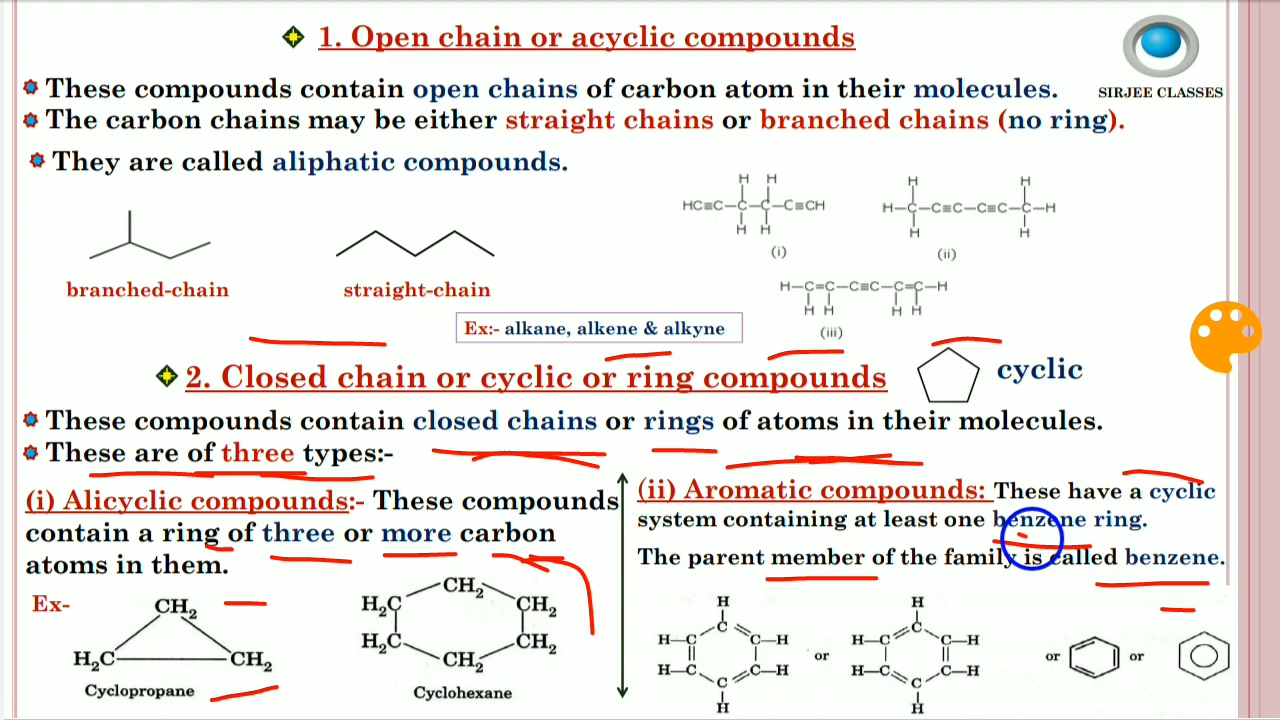 1. Open chain or acyclic compounds
SIRJEE CLASSES
These compounds contain open chains of carbon atom in their molecules.
The carbon chains may be either straight chains or branched chains (no ring).
They are called aliphatic compounds.
branched-chain
straight-chain
H H
HC≡C–C–C–C≡CH
H H
(i)
H H
H–C–C≡C–C≡C–C–H
H H
(ii)
H–C=C–C≡C–C=C–H
H H H H
(iii)
Ex:- alkane, alkene & alkyne
2. Closed chain or cyclic or ring compounds
cyclic
These compounds contain closed chains or rings of atoms in their molecules.
These are of three types:-
(i) Alicyclic compounds:- These compounds
contain a ring of three or more carbon
atoms in them.
Ex-
CH₂
H₂C CH₂
Cyclopropane
CH₂
H₂C CH₂
H₂C CH₂
CH₂
Cyclohexane
(ii) Aromatic compounds: These have a cyclic
system containing at least one benzene ring.
The parent member of the family is called benzene.
H
C
H–C C–H
H–C C–H
C
H
or
H
C
H–C C–H
H–C C–H
C
H
or
or